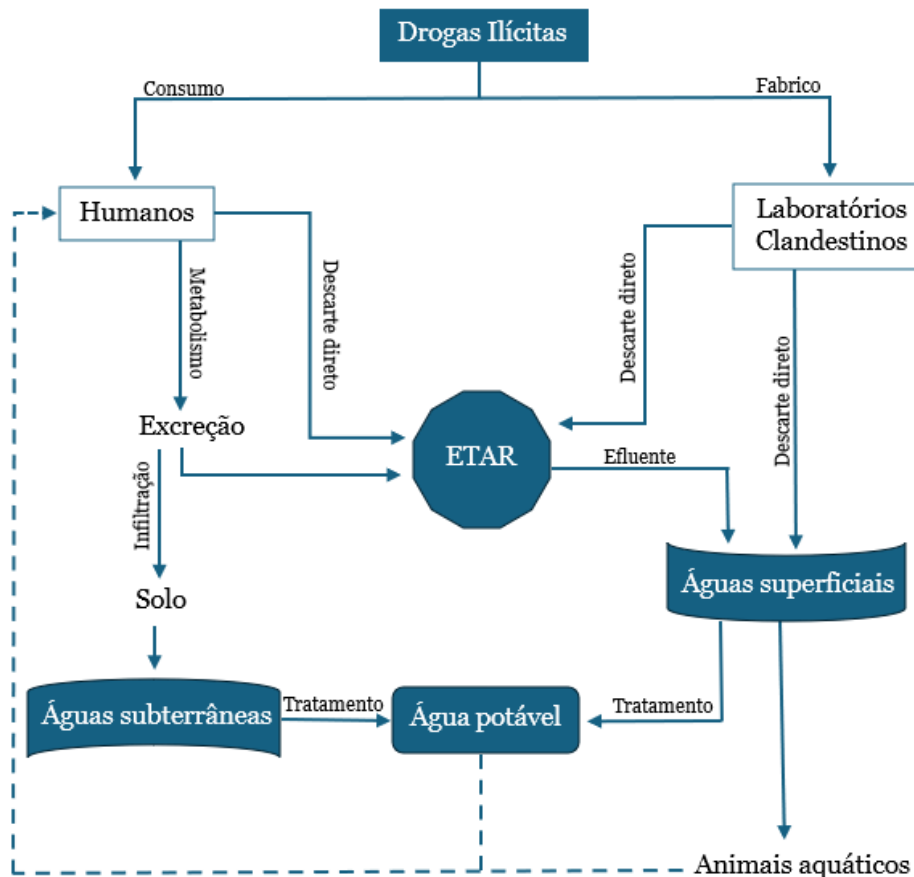 Drogas Ilícitas
Consumo
Fabrico
Humanos
Laboratórios
Clandestinos
Metabolismo
Descarte direto
Descarte direto
Descarte direto
Excreção
ETAR
Efluente
Infiltração
Solo
Águas superficiais
Águas subterrâneas
Tratamento
Água potável
Tratamento
Animais aquáticos